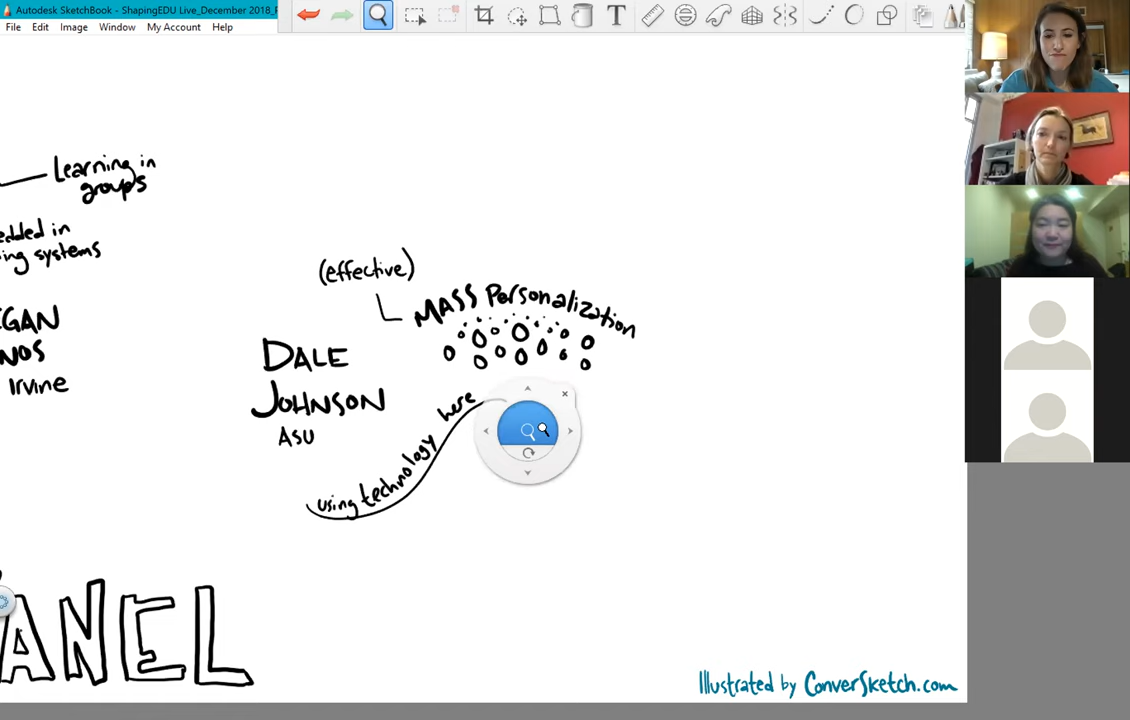 Autodesk SketchBook - ShapingEDU Live_December 2018_
File Edit Image Window My Account Help
T
Learning in
groups
edded in
ing systems
(effective)
MASS Personalization
EGAN
NOS
Irvine
DALE
JOHNSON
ASU
using technology here
ANEL
Illustrated by ConverSketch.com